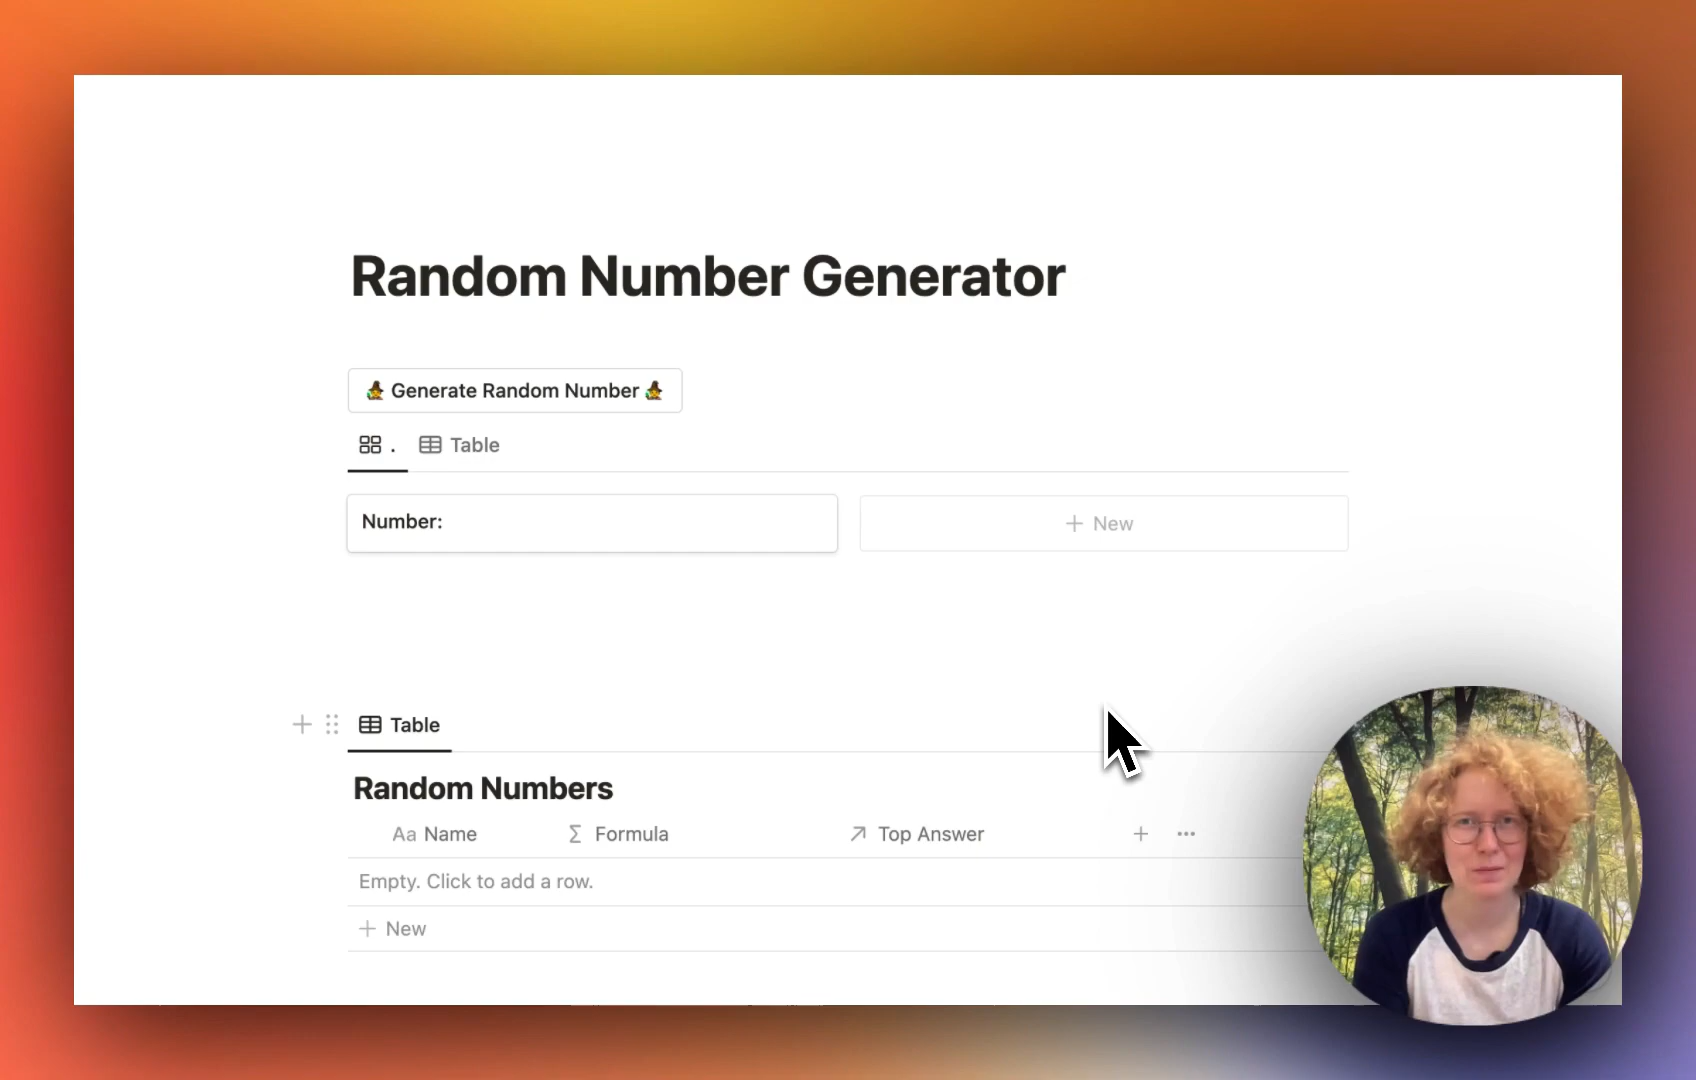 Random Number Generator
Generate Random Number
. Table
Number:
+ New
Table
Random Numbers
Aa Name Σ Formula Top Answer
Empty. Click to add a row.
+ New